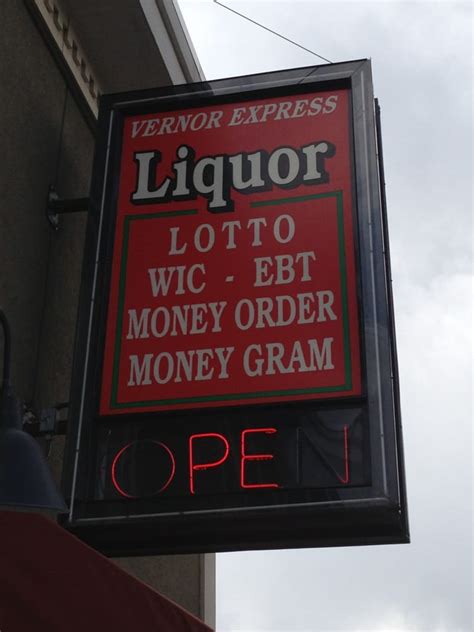 VERNOR EXPRESS
Liquor
LOTTO
WIC - EBT
MONEY ORDER
MONEY GRAM
OPEN